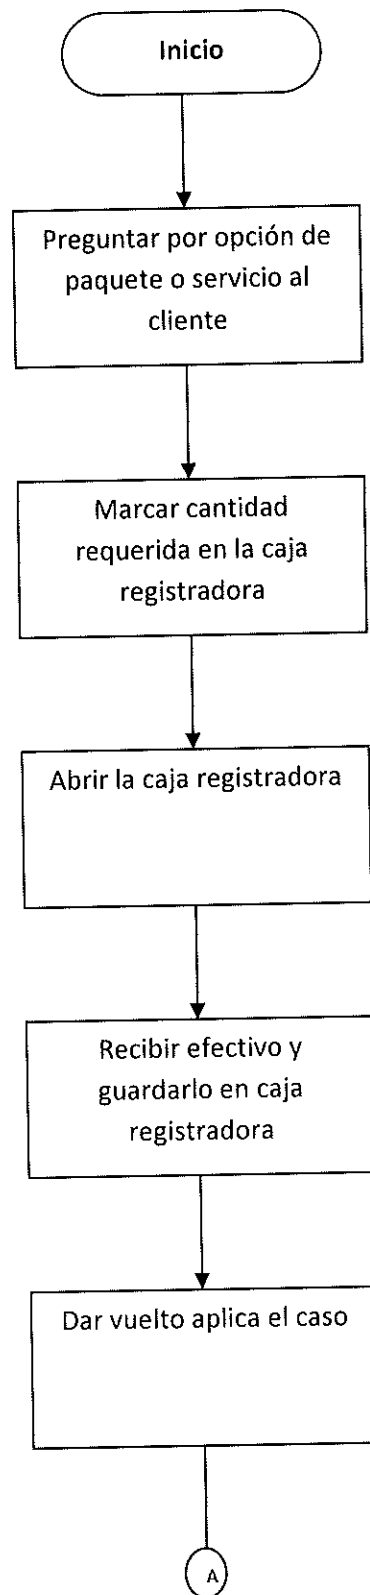 Inicio
Preguntar por opción de
paquete o servicio al
cliente
Marcar cantidad
requerida en la caja
registradora
Abrir la caja registradora
Recibir efectivo y
guardarlo en caja
registradora
Dar vuelto aplica el caso
A